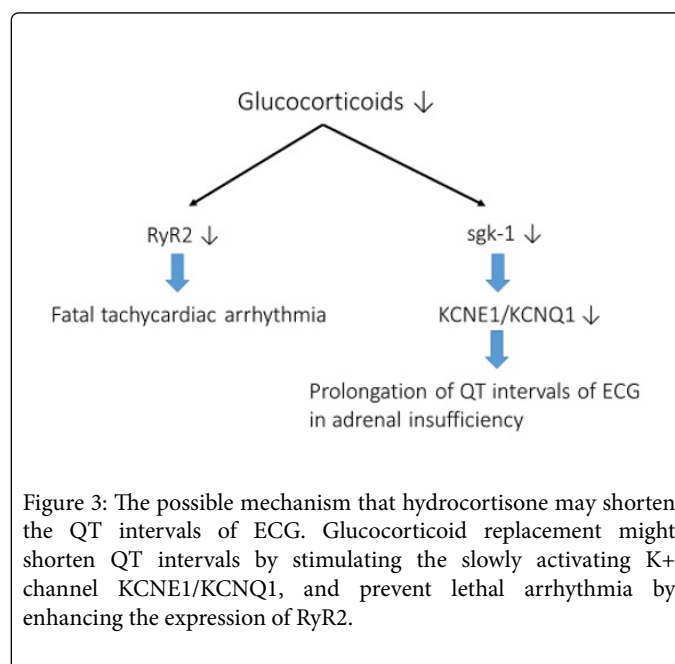 Glucocorticoids ↓
RyR2 ↓
sgk-1 ↓
Fatal tachycardiac arrhythmia
KCNE1/KCNQ1 ↓
Prolongation of QT intervals of ECG
in adrenal insufficiency
Figure 3: The possible mechanism that hydrocortisone may shorten
the QT intervals of ECG. Glucocorticoid replacement might
shorten QT intervals by stimulating the slowly activating K+
channel KCNE1/KCNQ1, and prevent lethal arrhythmia by
enhancing the expression of RyR2.